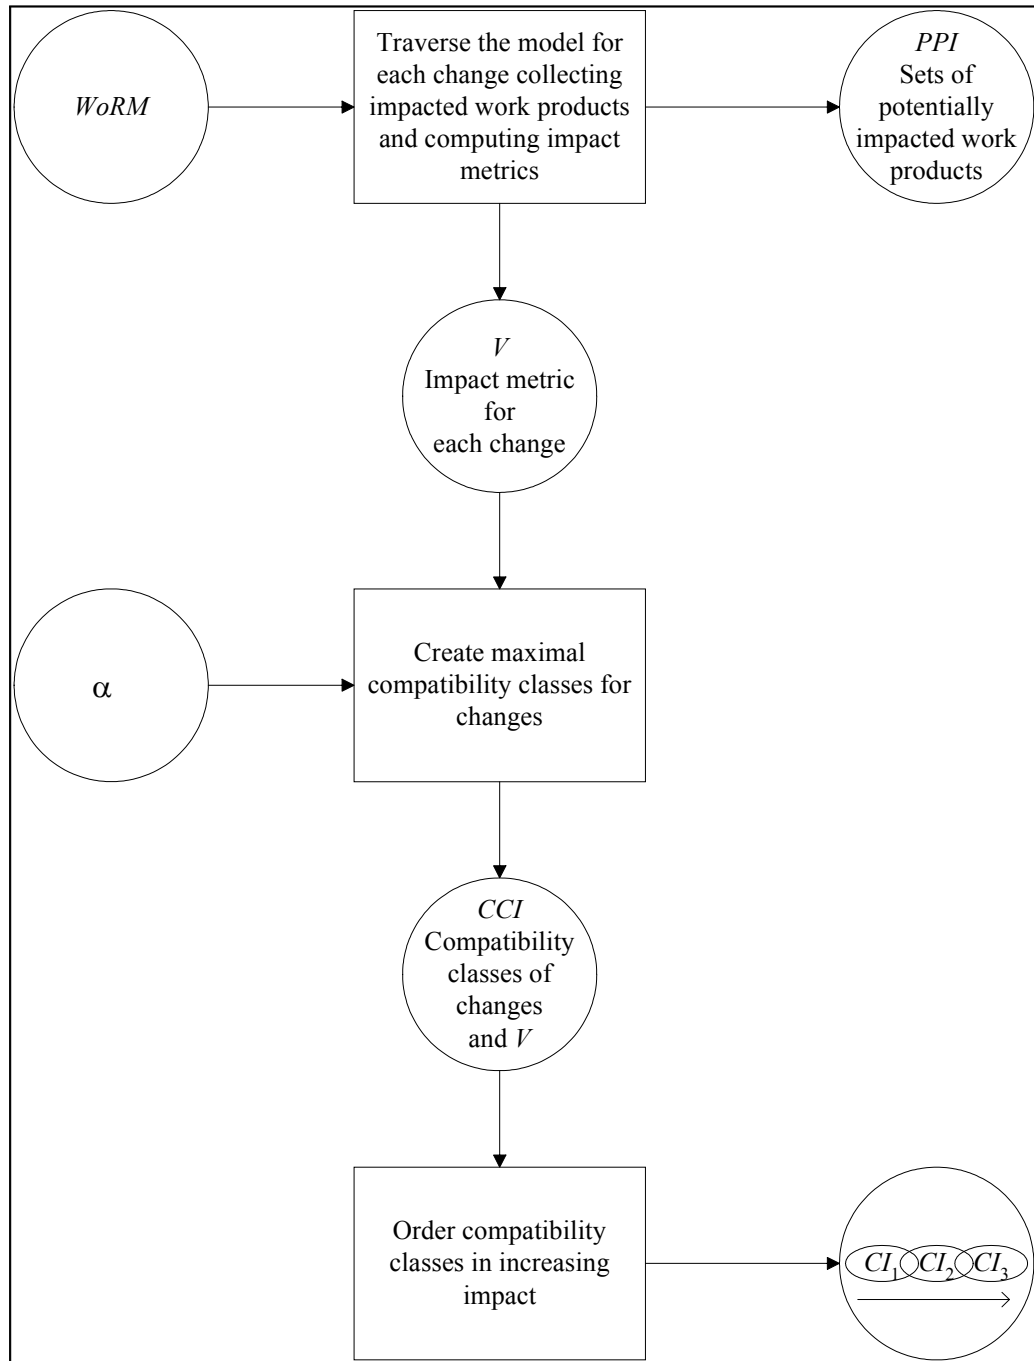 WoRM
Traverse the model for
each change collecting
impacted work products
and computing impact
metrics
PPI
Sets of
potentially
impacted work
products
V
Impact metric
for
each change
α
Create maximal
compatibility classes for
changes
CCI
Compatibility
classes of
changes
and V
Order compatibility
classes in increasing
impact
CI1 CI2 CI3